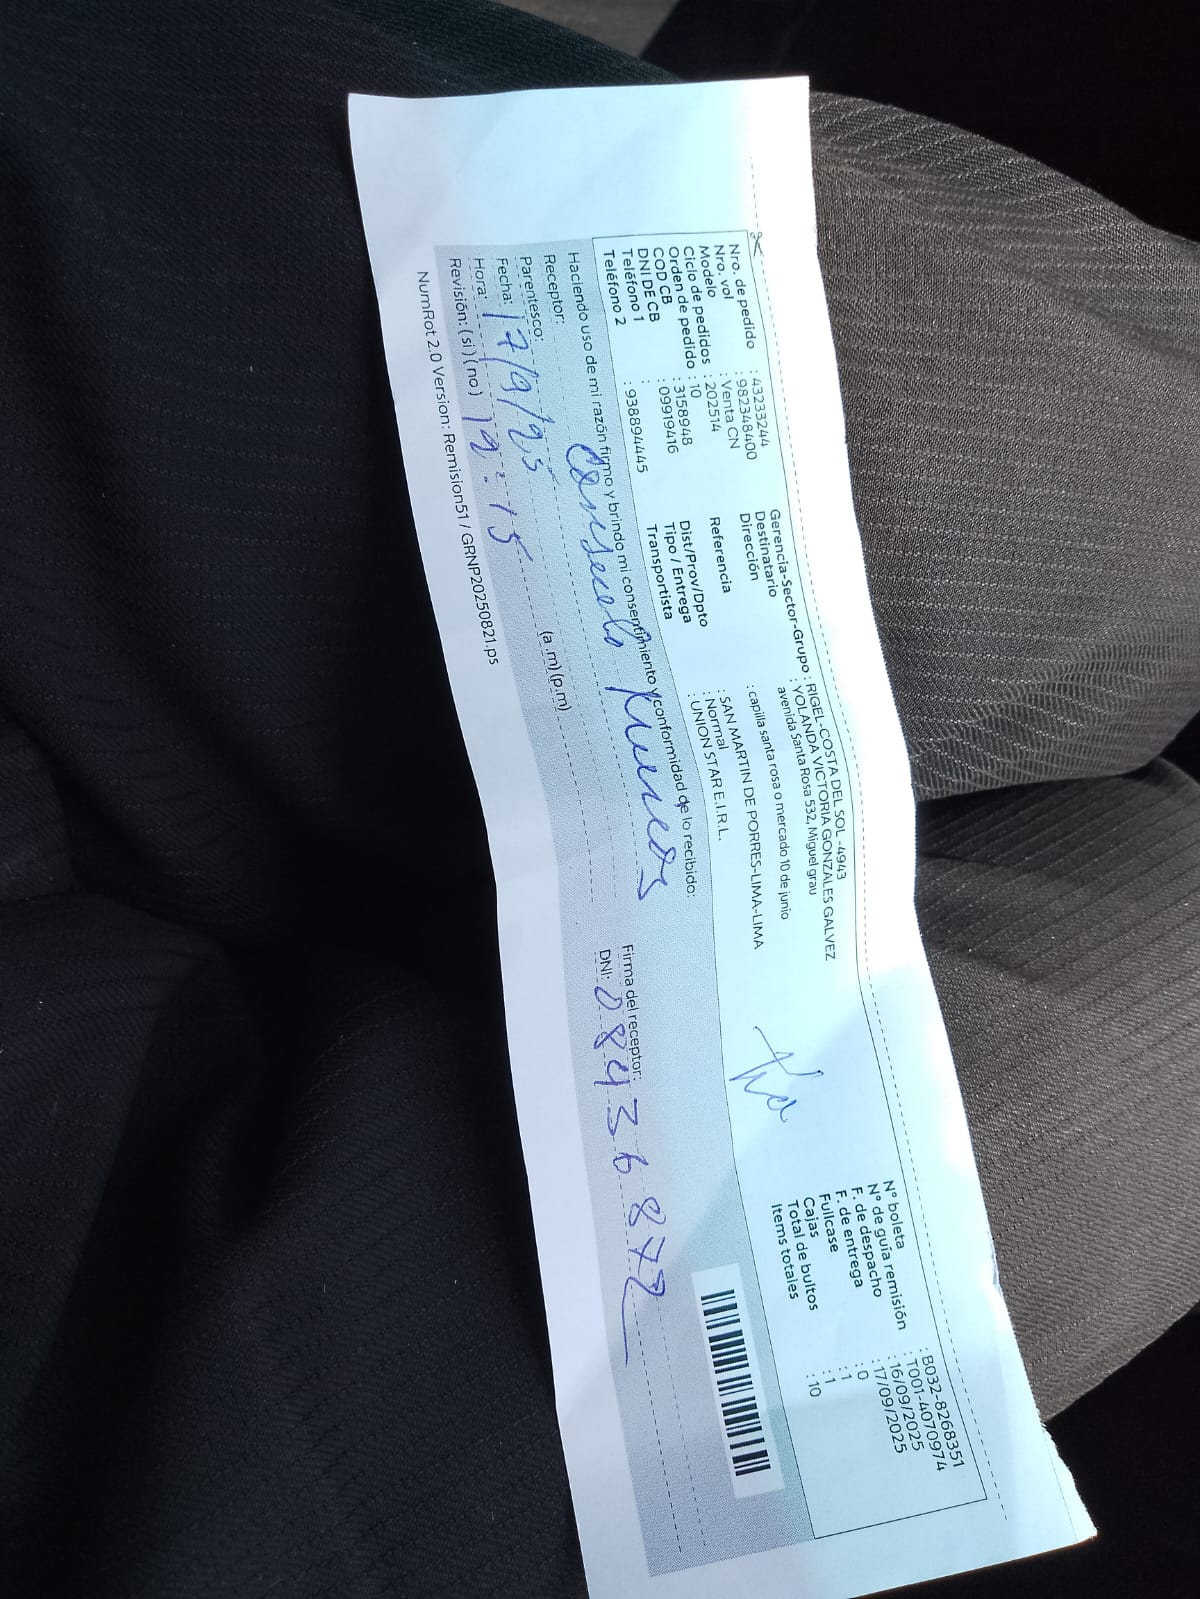 Nro. de pedido : 43233244
Nro. vol : 982348400
Modelo : Venta CN
Ciclo de pedidos : 202514
Orden de pedido : 10
COD CB : 3158948
DNI DE CB : 09919416
Teléfono 1 :
Teléfono 2 : 938894445
Gerencia-Sector-Grupo : RIGEL-COSTA DEL SOL-4943
Destinatario : YOLANDA VICTORIA GONZALES GALVEZ
Dirección avenida Santa Rosa 532, Miguel grau
Referencia : capilla santa rosa o mercado 10 de junio
Dist/Prov/Dpto : SAN MARTIN DE PORRES-LIMA-LIMA
Tipo / Entrega : Normal
Transportista : UNION STAR E.I.R.L.
N° boleta : B032-8268351
N° de guía remisión : T001-4070974
F. de despacho : 16/09/2025
F. de entrega : 17/09/2025
Fullcase : 0
Cajas : 1
Total de bultos : 1
Items totales : 10
Haciendo uso de mi razón firmo y brindo mi consentimiento y conformidad de lo recibido:
Receptor: Consuelo
Parentesco:
Fecha: 17/9/25
Hora: 12:15 (a.m) (p.m)
Revisión: (si) (no)
Firma del receptor:
DNI: 08436872
NumRot 2.0 Version: Remision51 / GRNP20250821.ps